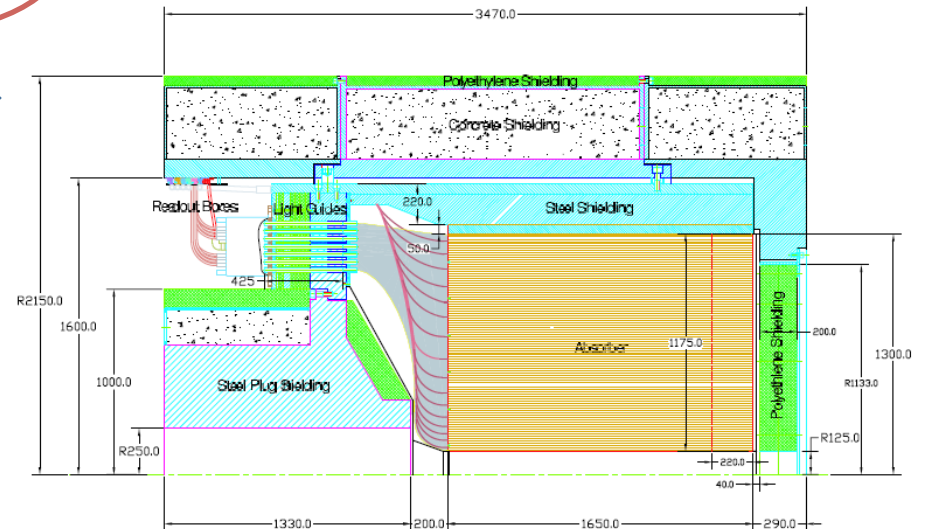 3470.0
Polyethylene Shielding
Concrete Shielding
Readout Boxes
Light Guides
220.0
Steel Shielding
50.0
425
R2150.0
1600.0
1000.0
Steel Plug Shielding
R250.0
Absorber
1175.0
Polyethlene Shielding
200.0
1300.0
R1133.0
R125.0
220.0
40.0
1330.0
200.0
1650.0
290.0